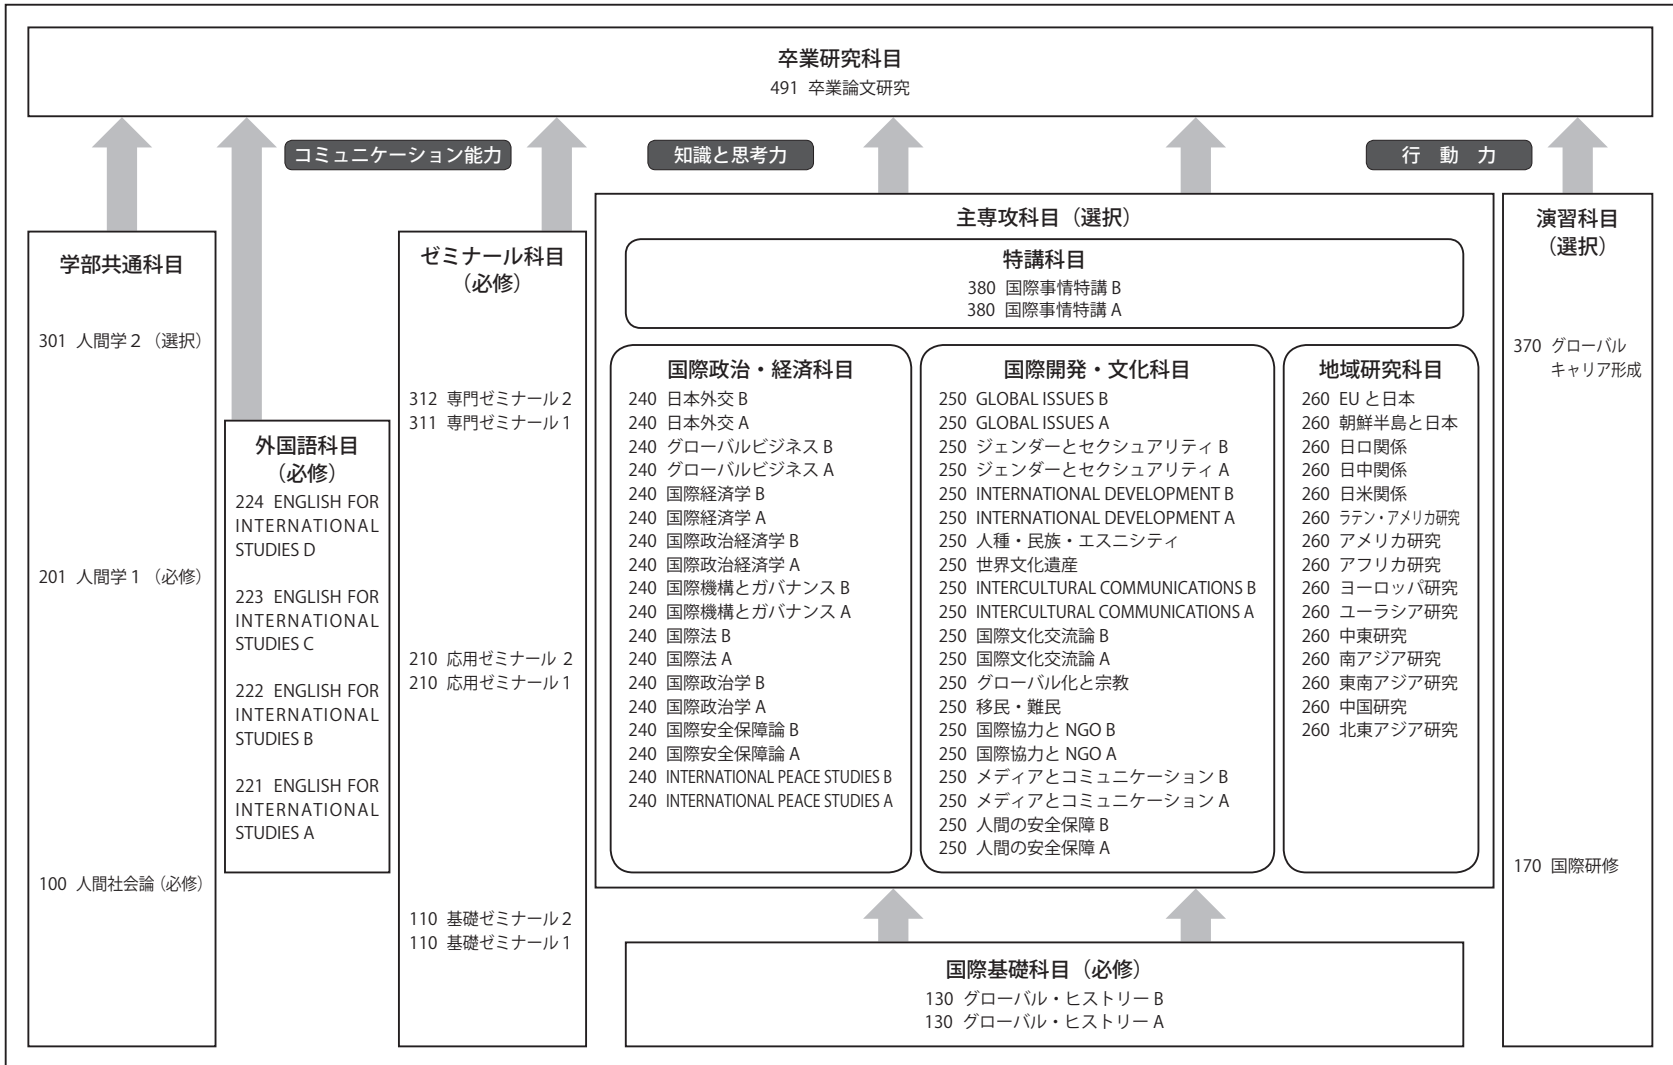 卒業研究科目
491 卒業論文研究
コミュニケーション能力
知識と思考力
行 動 力
学部共通科目
301 人間学２（選択）
201 人間学１（必修）
100 人間社会論（必修）
外国語科目
（必修）
224 ENGLISH FOR
INTERNATIONAL
STUDIES D
223 ENGLISH FOR
INTERNATIONAL
STUDIES C
222 ENGLISH FOR
INTERNATIONAL
STUDIES B
221 ENGLISH FOR
INTERNATIONAL
STUDIES A
ゼミナール科目
（必修）
312 専門ゼミナール２
311 専門ゼミナール１
210 応用ゼミナール ２
210 応用ゼミナール１
110 基礎ゼミナール２
110 基礎ゼミナール１
主専攻科目（選択）
特講科目
380 国際事情特講 B
380 国際事情特講 A
国際政治・経済科目
240 日本外交 B
240 日本外交 A
240 グローバルビジネス B
240 グローバルビジネス A
240 国際経済学 B
240 国際経済学 A
240 国際政治経済学 B
240 国際政治経済学 A
240 国際機構とガバナンス B
240 国際機構とガバナンス A
240 国際法 B
240 国際法 A
240 国際政治学 B
240 国際政治学 A
240 国際安全保障論 B
240 国際安全保障論 A
240 INTERNATIONAL PEACE STUDIES B
240 INTERNATIONAL PEACE STUDIES A
国際開発・文化科目
250 GLOBAL ISSUES B
250 GLOBAL ISSUES A
250 ジェンダーとセクシュアリティ B
250 ジェンダーとセクシュアリティ A
250 INTERNATIONAL DEVELOPMENT B
250 INTERNATIONAL DEVELOPMENT A
250 人種・民族・エスニシティ
250 世界文化遺産
250 INTERCULTURAL COMMUNICATIONS B
250 INTERCULTURAL COMMUNICATIONS A
250 国際文化交流論 B
250 国際文化交流論 A
250 グローバル化と宗教
250 移民・難民
250 国際協力と NGO B
250 国際協力と NGO A
250 メディアとコミュニケーション B
250 メディアとコミュニケーション A
250 人間の安全保障 B
250 人間の安全保障 A
地域研究科目
260 EU と日本
260 朝鮮半島と日本
260 日ロ関係
260 日中関係
260 日米関係
260 ラテン・アメリカ研究
260 アメリカ研究
260 アフリカ研究
260 ヨーロッパ研究
260 ユーラシア研究
260 中東研究
260 南アジア研究
260 東南アジア研究
260 中国研究
260 北東アジア研究
国際基礎科目（必修）
130 グローバル・ヒストリー B
130 グローバル・ヒストリー A
演習科目
（選択）
370 グローバル
キャリア形成
170 国際研修